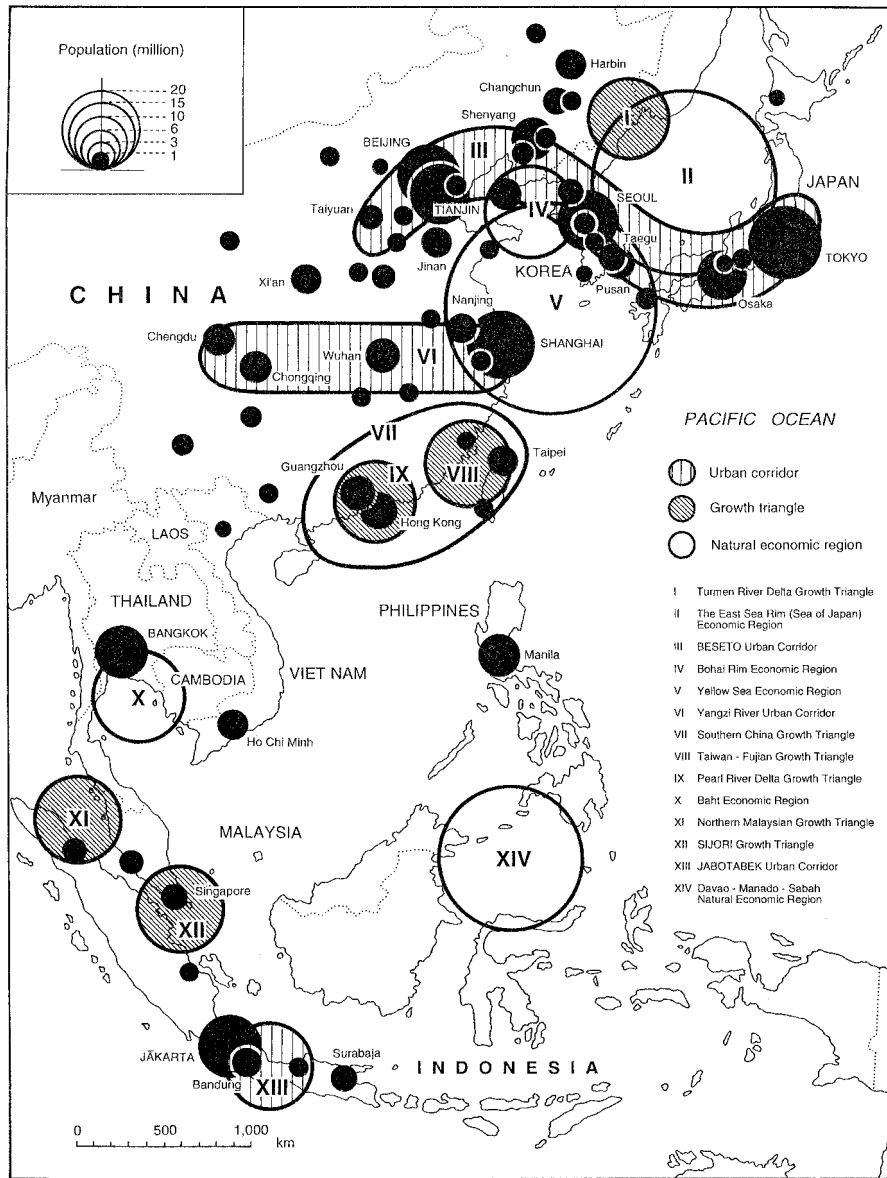 Population (million)
20
15
10
6
3
1
Harbin
Changchun
Shenyang
I.
BEIJING
III
II
JAPAN
SEOUL
TIANJIN
IV
Taiyuan
Taegu
TOKYO
Jinan
KOREA
Xi'an
Pusan
Osaka
CHINA
V
Nanjing
Chengdu
SHANGHAI
Wuhan
VI
Chongqing
PACIFIC OCEAN
VII
Guangzhou
IX
VIII
Taipei
Urban corridor
Myanmar
Growth triangle
Hong Kong
LAOS
Natural economic region
THAILAND
PHILIPPINES
I Turmen River Delta Growth Triangle
II The East Sea Rim (Sea of Japan)
Economic Region
III BESETO Urban Corridor
IV Bohai Rim Economic Region
V Yellow Sea Economic Region
VI Yangzi River Urban Corridor
VII Southern China Growth Triangle
VIII Taiwan - Fujian Growth Triangle
IX Pearl River Delta Growth Triangle
X Baht Economic Region
XI Northern Malaysian Growth Triangle
XII SIJORI Growth Triangle
XIII JABOTABEK Urban Corridor
XIV Davao - Manado - Sabah
Natural Economic Region
BANGKOK
Manila
CAMBODIA
VIET NAM
X
Ho Chi Minh
XI
MALAYSIA
XIV
Singapore
XII
JĀKARTA
Surabaja
INDONESIA
Bandung
XIII
0 500 1,000
km